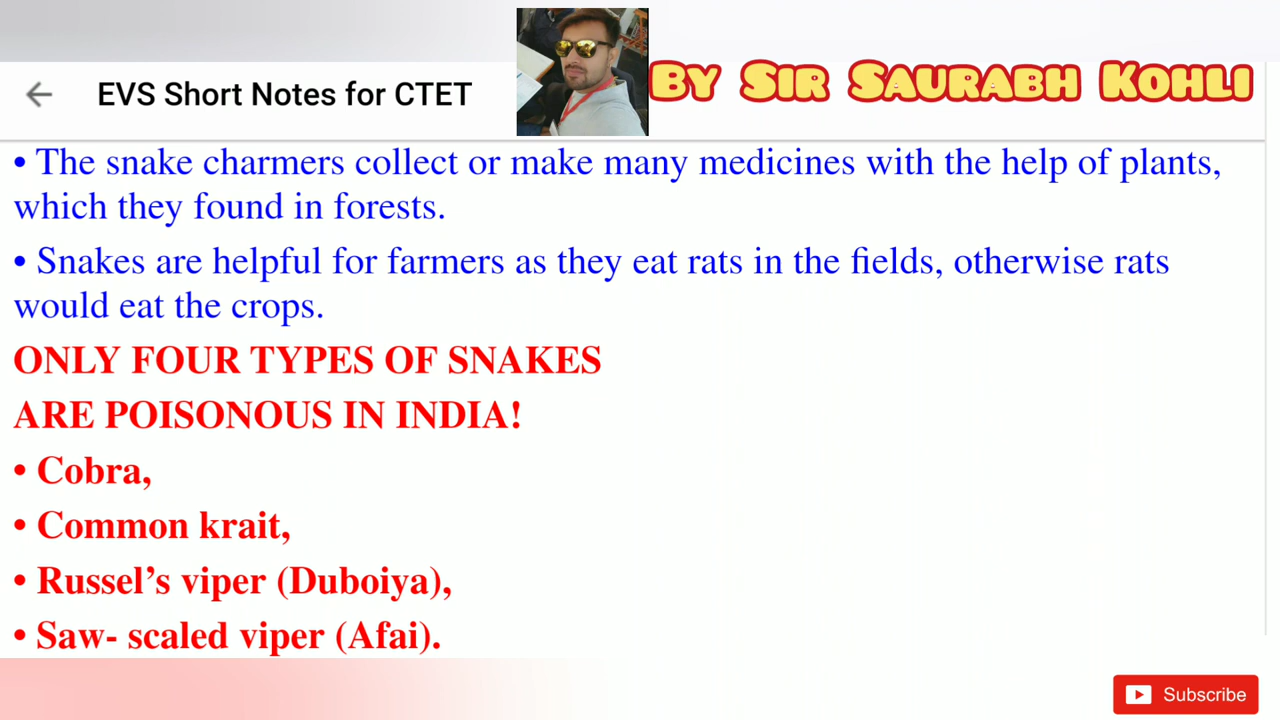 EVS Short Notes for CTET
By Sir Saurabh Kohli
• The snake charmers collect or make many medicines with the help of plants,
which they found in forests.
• Snakes are helpful for farmers as they eat rats in the fields, otherwise rats
would eat the crops.
ONLY FOUR TYPES OF SNAKES
ARE POISONOUS IN INDIA!
• Cobra,
• Common krait,
• Russel’s viper (Duboiya),
• Saw- scaled viper (Afai).
Subscribe